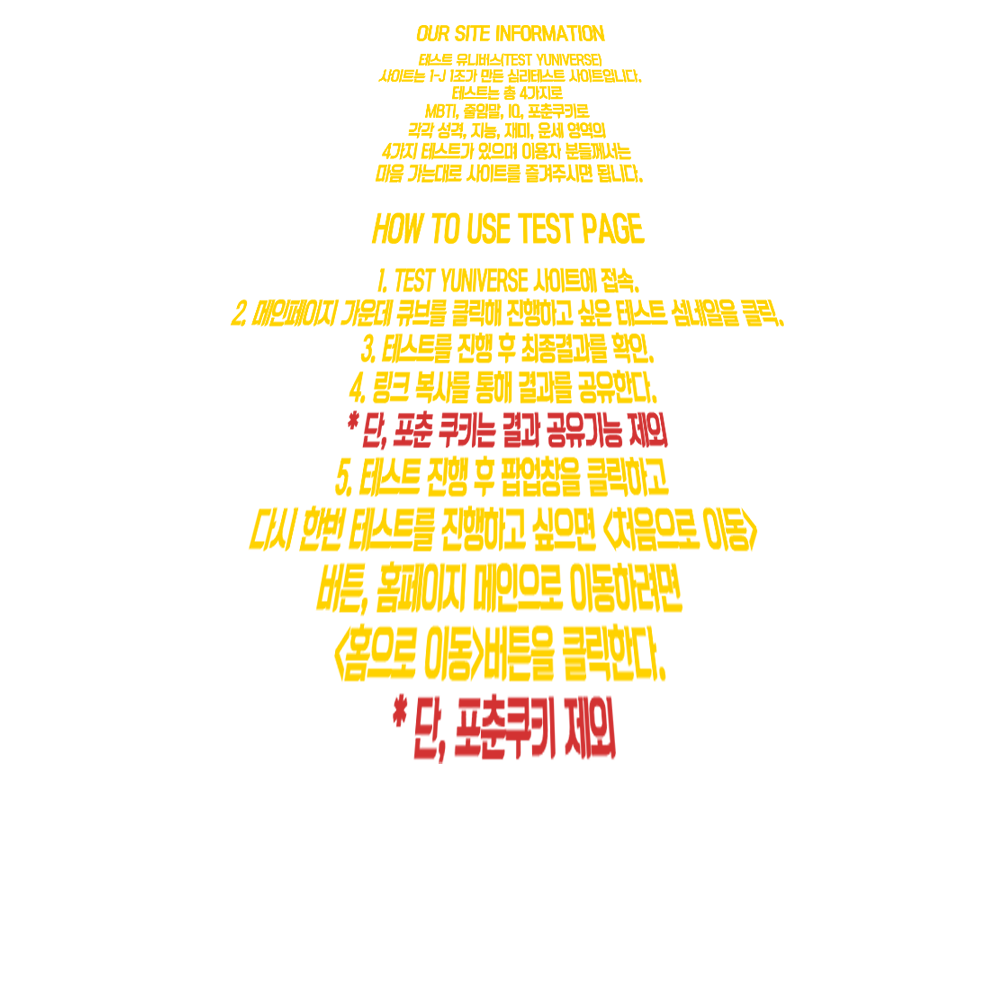 OUR SITE INFORMATION
테스트 유니버스(TEST YUNIVERSE)
사이트는 1-J 1조가 만든 심리테스트 사이트입니다.
테스트는 총 4가지로
MBTI, 줄임말, IQ, 포춘쿠키로
각각 성격, 지능, 재미, 운세 영역의
4가지 테스트가 있으며 이용자 분들께서는
마음 가는대로 사이트를 즐겨주시면 됩니다.
HOW TO USE TEST PAGE
1. TEST YUNIVERSE 사이트에 접속.
2. 메인페이지 가운데 큐브를 클릭해 진행하고 싶은 테스트 섬네일을 클릭.
3. 테스트를 진행 후 최종결과를 확인.
4. 링크 복사를 통해 결과를 공유한다.
* 단, 포춘 쿠키는 결과 공유기능 제외
5. 테스트 진행 후 팝업창을 클릭하고
다시 한번 테스트를 진행하고 싶으면 <처음으로 이동>
버튼, 홈페이지 메인으로 이동하려면
<홈으로 이동>버튼을 클릭한다.
* 단, 포춘쿠키 제외